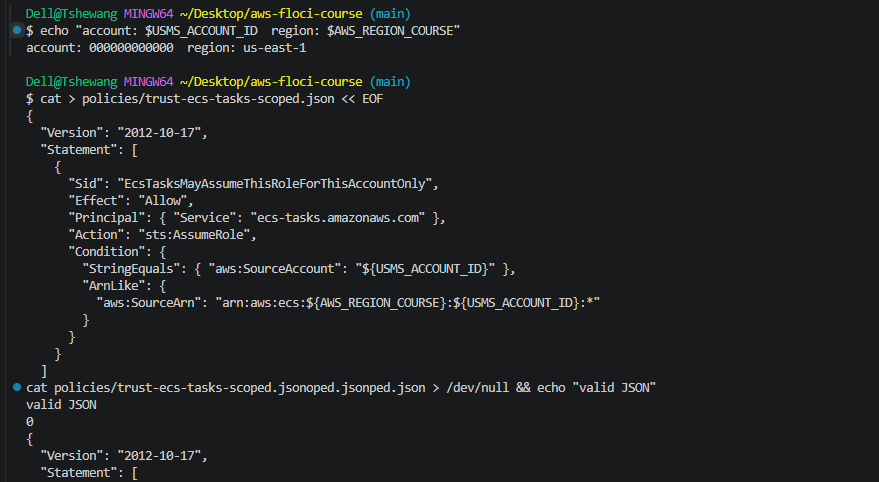 Dell@Tshewang MINGW64 ~/Desktop/aws-floci-course (main)
$ echo "account: $USMS_ACCOUNT_ID  region: $AWS_REGION_COURSE"
account: 000000000000  region: us-east-1

Dell@Tshewang MINGW64 ~/Desktop/aws-floci-course (main)
$ cat > policies/trust-ecs-tasks-scoped.json << EOF
{
  "Version": "2012-10-17",
  "Statement": [
    {
      "Sid": "EcsTasksMayAssumeThisRoleForThisAccountOnly",
      "Effect": "Allow",
      "Principal": { "Service": "ecs-tasks.amazonaws.com" },
      "Action": "sts:AssumeRole",
      "Condition": {
        "StringEquals": { "aws:SourceAccount": "${USMS_ACCOUNT_ID}" },
        "ArnLike": {
          "aws:SourceArn": "arn:aws:ecs:${AWS_REGION_COURSE}:${USMS_ACCOUNT_ID}:*"
        }
      }
    }
  ]
cat policies/trust-ecs-tasks-scoped.jsonoped.jsonped.json > /dev/null && echo "valid JSON"
valid JSON
0
{
  "Version": "2012-10-17",
  "Statement": [